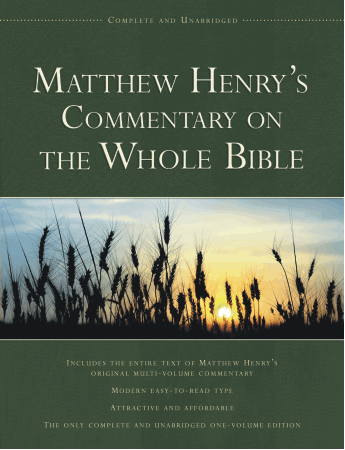 Complete and Unabridged
Matthew Henry's
Commentary on
the Whole Bible
Includes the entire text of Matthew Henry's
original multi-volume commentary
Modern easy-to-read type
Attractive and affordable
The only complete and unabridged one-volume edition